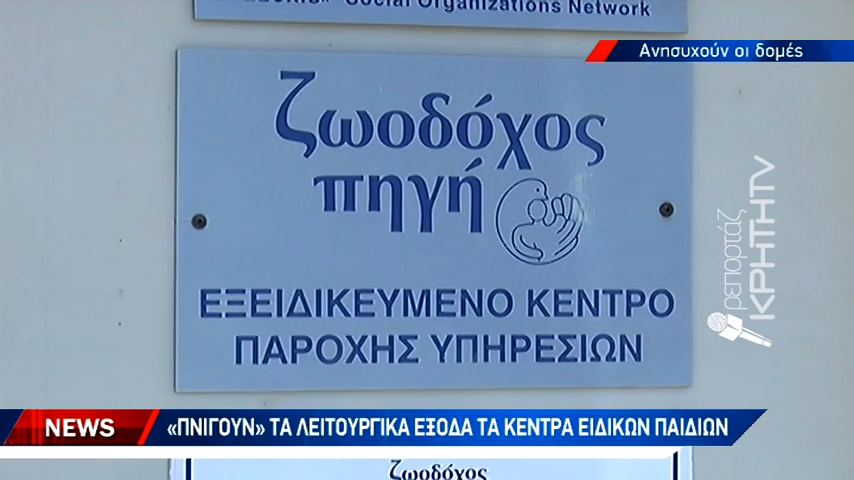 Social Organizations Network
Ανησυχούν οι δομές
ζωοδόχος
πηγή
ΕΞΕΙΔΙΚΕΥΜΕΝΟ ΚΕΝΤΡΟ
ΠΑΡΟΧΗΣ ΥΠΗΡΕΣΙΩΝ
ρεπορτάζ
ΚΡΗΤΗTV
NEWS
«ΠΝΙΓΟΥΝ» ΤΑ ΛΕΙΤΟΥΡΓΙΚΑ ΕΞΟΔΑ ΤΑ ΚΕΝΤΡΑ ΕΙΔΙΚΩΝ ΠΑΙΔΙΩΝ
ζωοδόχος